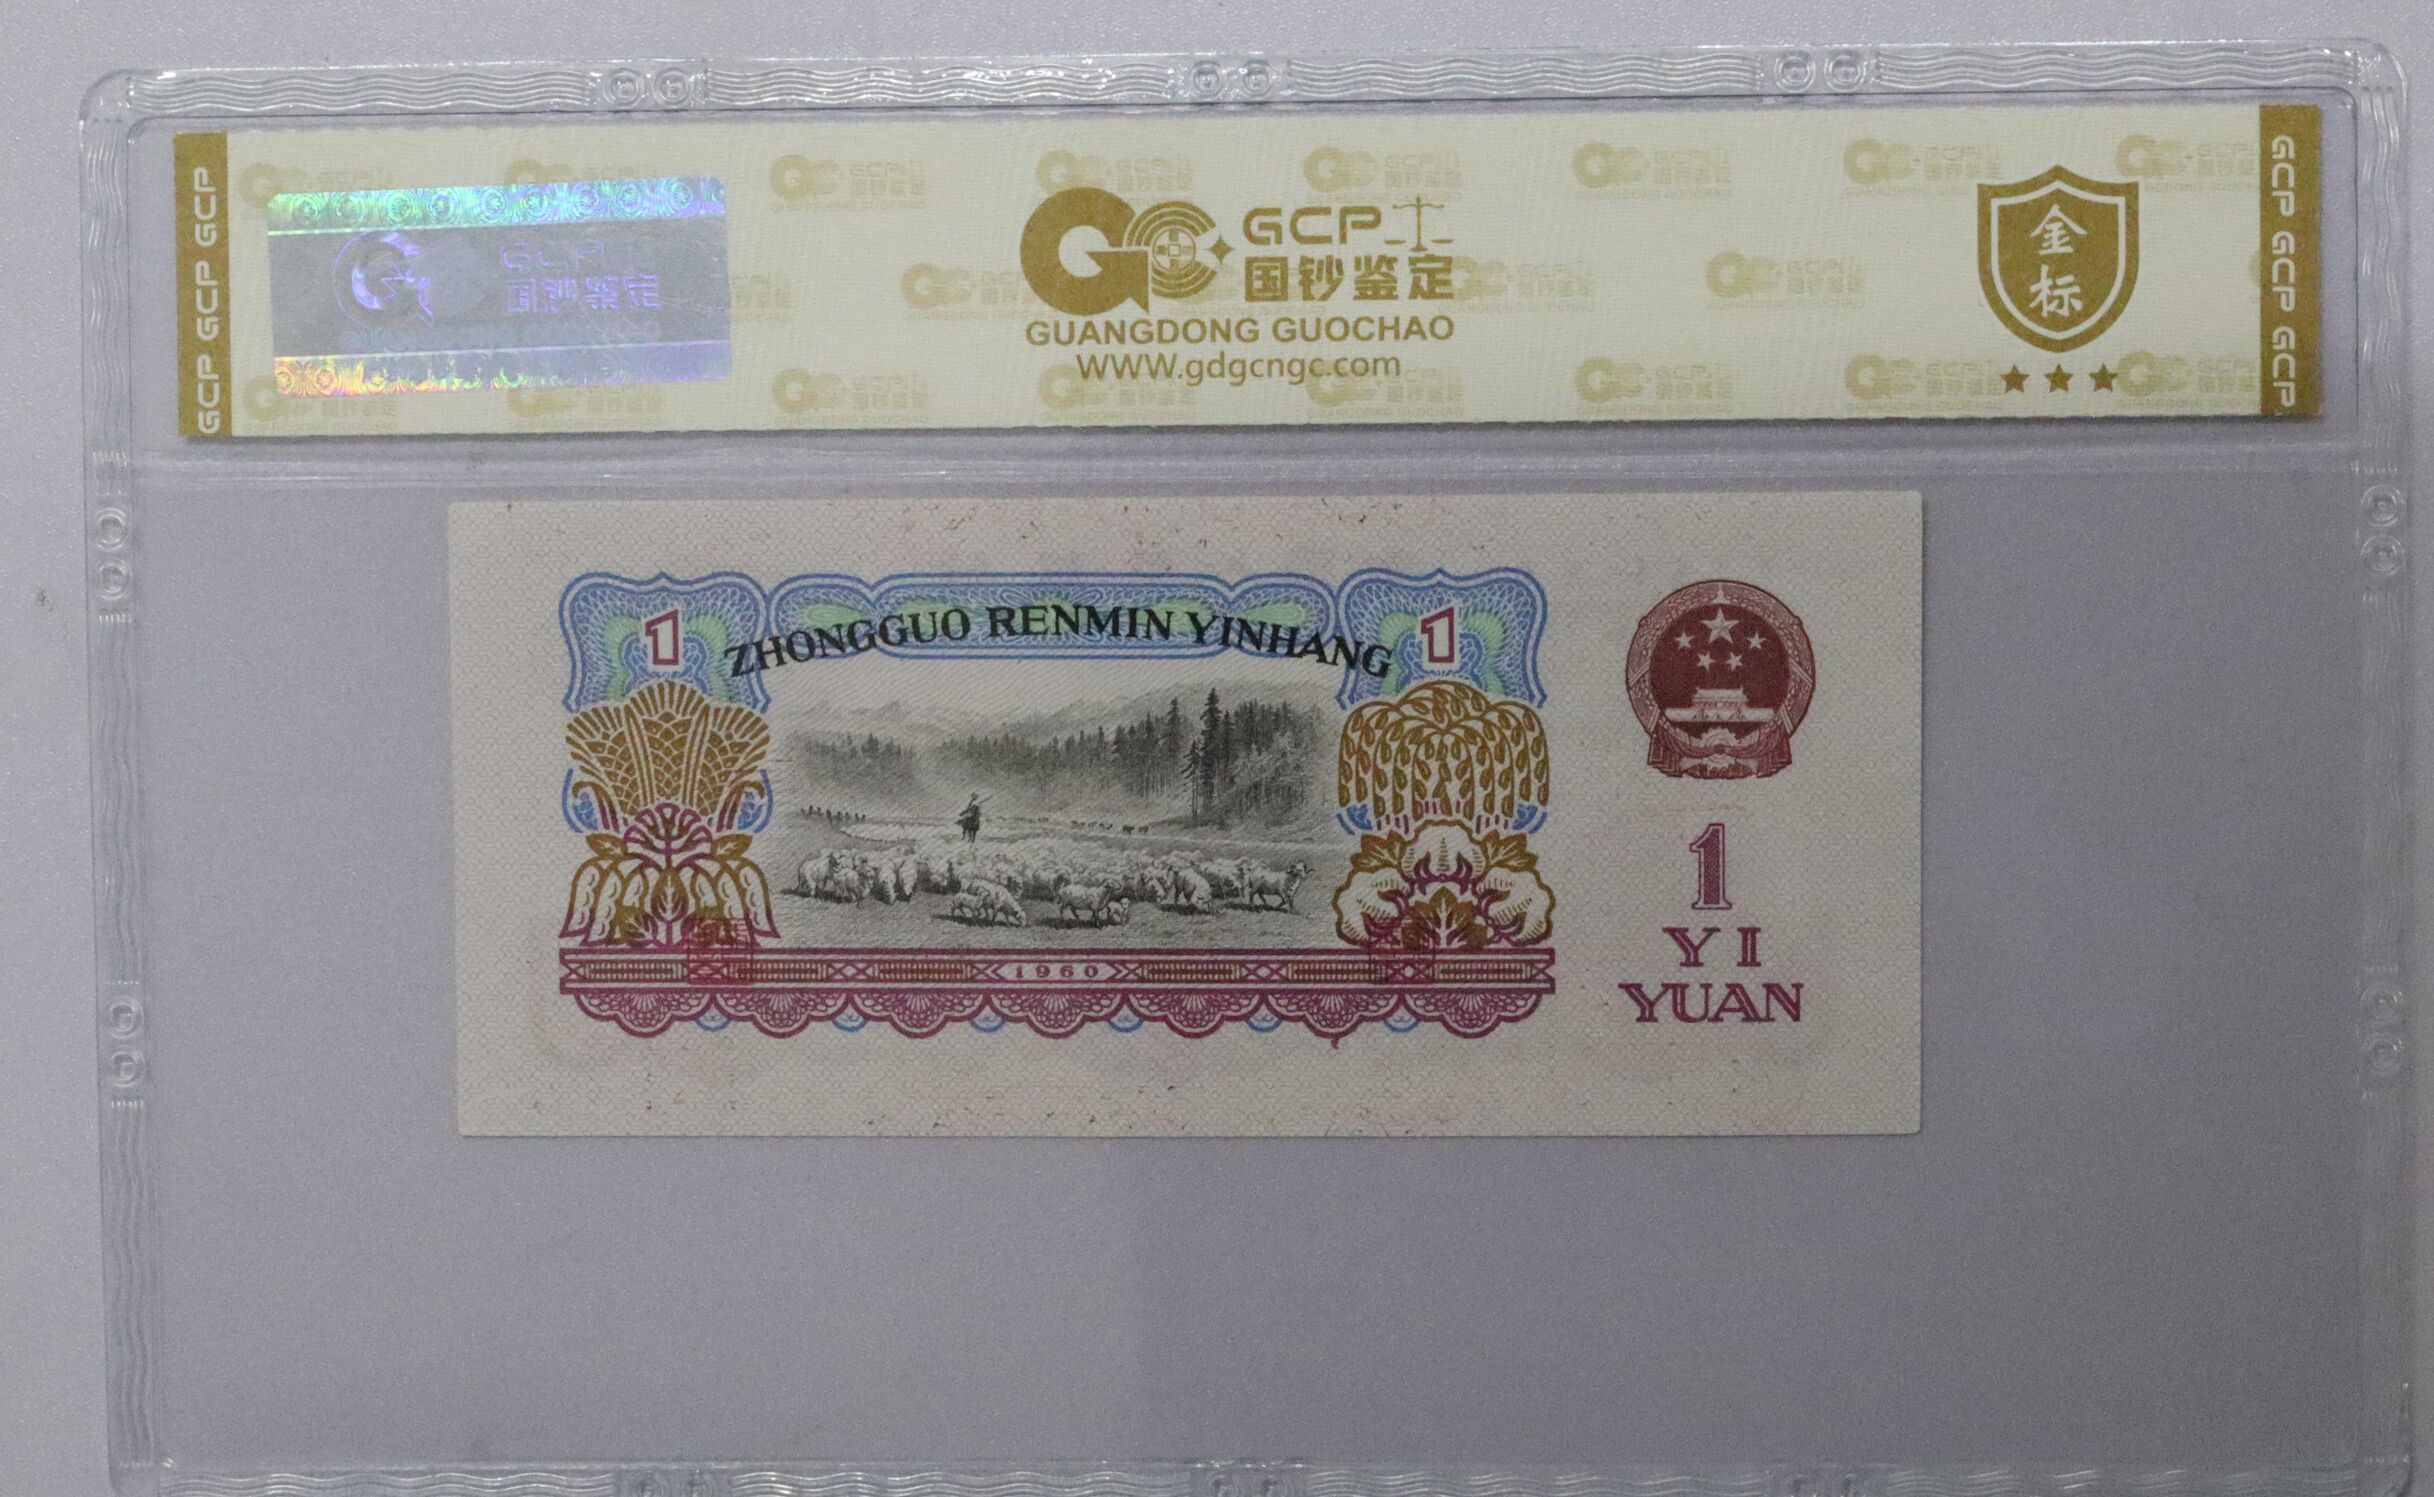 GCP GCP GCP
GCP
国钞鉴定
GCP
国钞鉴定
GUANGDONG GUOCHAO
WWW.gdgcngc.com
金标
GCP GCP GCP
1
ZHONGGUO RENMIN YINHANG
1
1960
1
YI
YUAN